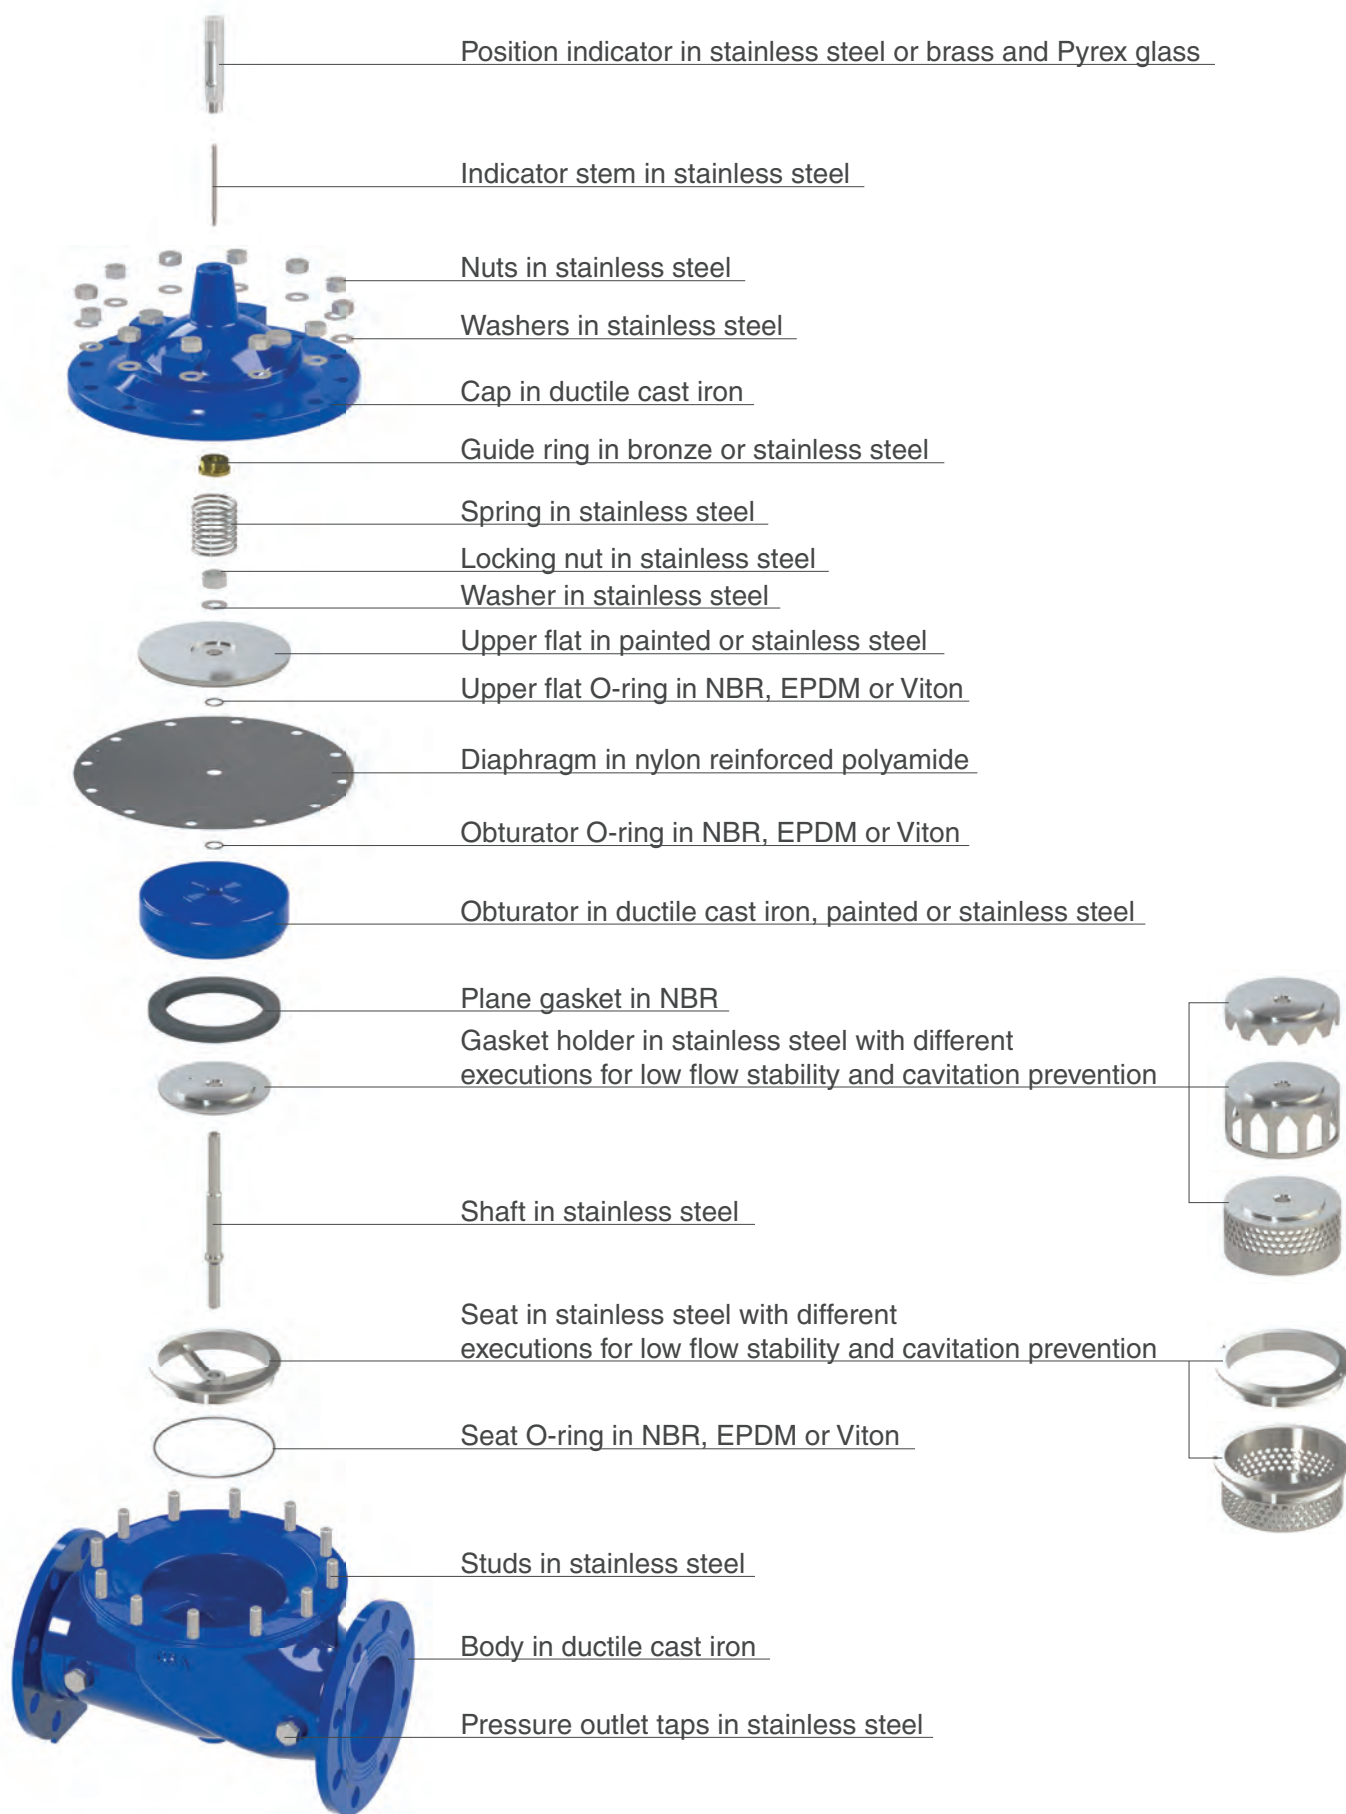 Position indicator in stainless steel or brass and Pyrex glass
Indicator stem in stainless steel
Nuts in stainless steel
Washers in stainless steel
Cap in ductile cast iron
Guide ring in bronze or stainless steel
Spring in stainless steel
Locking nut in stainless steel
Washer in stainless steel
Upper flat in painted or stainless steel
Upper flat O-ring in NBR, EPDM or Viton
Diaphragm in nylon reinforced polyamide
Obturator O-ring in NBR, EPDM or Viton
Obturator in ductile cast iron, painted or stainless steel
Plane gasket in NBR
Gasket holder in stainless steel with different
executions for low flow stability and cavitation prevention
Shaft in stainless steel
Seat in stainless steel with different
executions for low flow stability and cavitation prevention
Seat O-ring in NBR, EPDM or Viton
Studs in stainless steel
Body in ductile cast iron
Pressure outlet taps in stainless steel